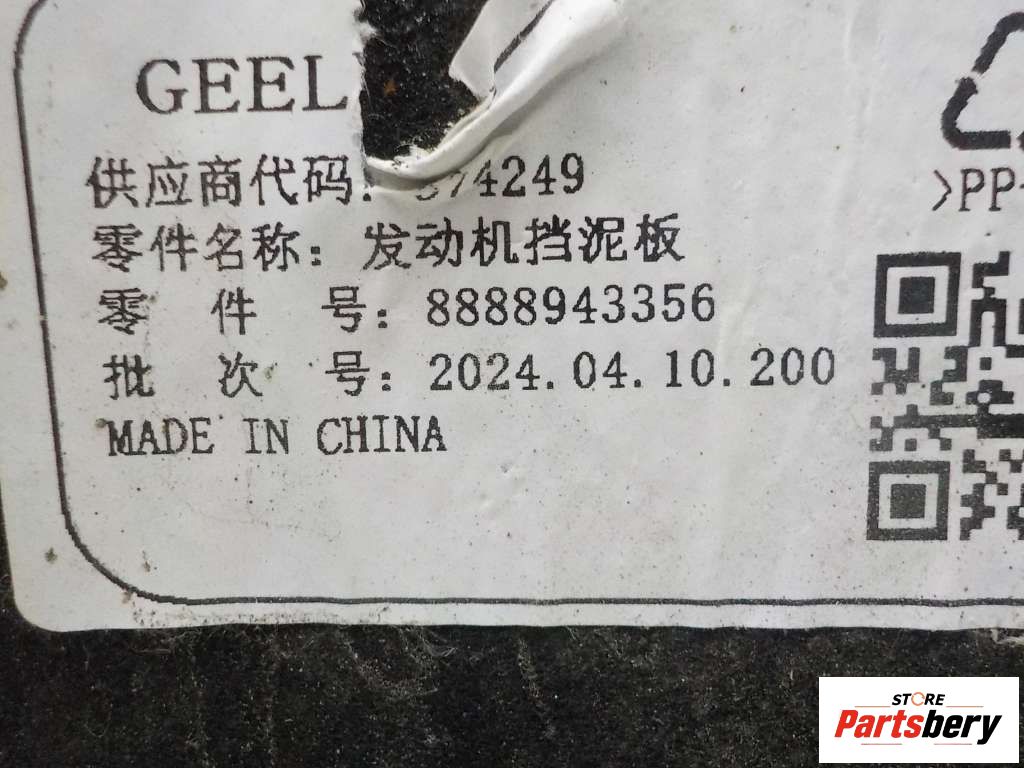 GEEL
供应商代码: 74249
零件名称: 发动机挡泥板
零 件 号: 8888943356
批 次 号: 2024.04.10.200
MADE IN CHINA
>PP
STORE
Partsbery